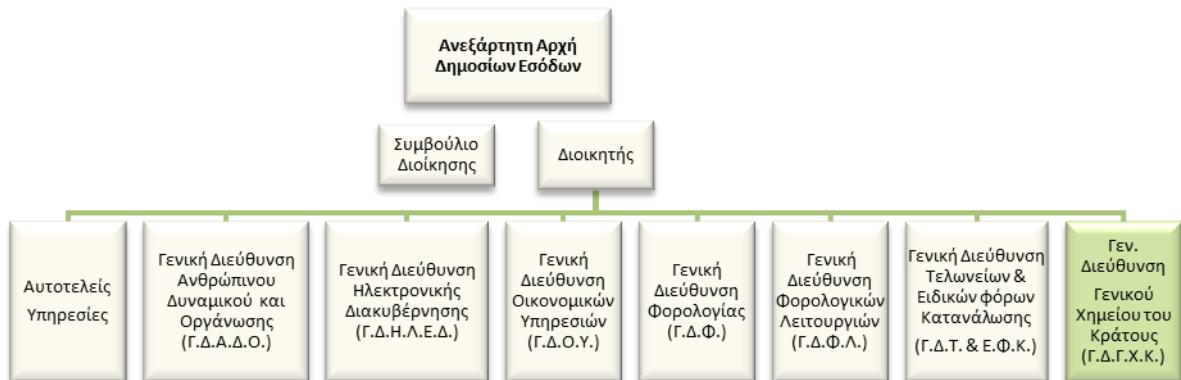 Ανεξάρτητη Αρχή
Δημοσίων Εσόδων
Συμβούλιο
Διοίκησης
Διοικητής
Αυτοτελείς
Υπηρεσίες
Γενική Διεύθυνση
Ανθρώπινου
Δυναμικού και
Οργάνωσης
(Γ.Δ.Α.Δ.Ο.)
Γενική Διεύθυνση
Ηλεκτρονικής
Διακυβέρνησης
(Γ.Δ.Η.Λ.Ε.Δ.)
Γενική
Διεύθυνση
Οικονομικών
Υπηρεσιών
(Γ.Δ.Ο.Υ.)
Γενική
Διεύθυνση
Φορολογίας
(Γ.Δ.Φ.)
Γενική
Διεύθυνση
Φορολογικών
Λειτουργιών
(Γ.Δ.Φ.Λ.)
Γενική Διεύθυνση
Τελωνείων &
Ειδικών φόρων
Κατανάλωσης
(Γ.Δ.Τ. & Ε.Φ.Κ.)
Γεν.
Διεύθυνση
Γενικού
Χημείου του
Κράτους
(Γ.Δ.Γ.Χ.Κ.)